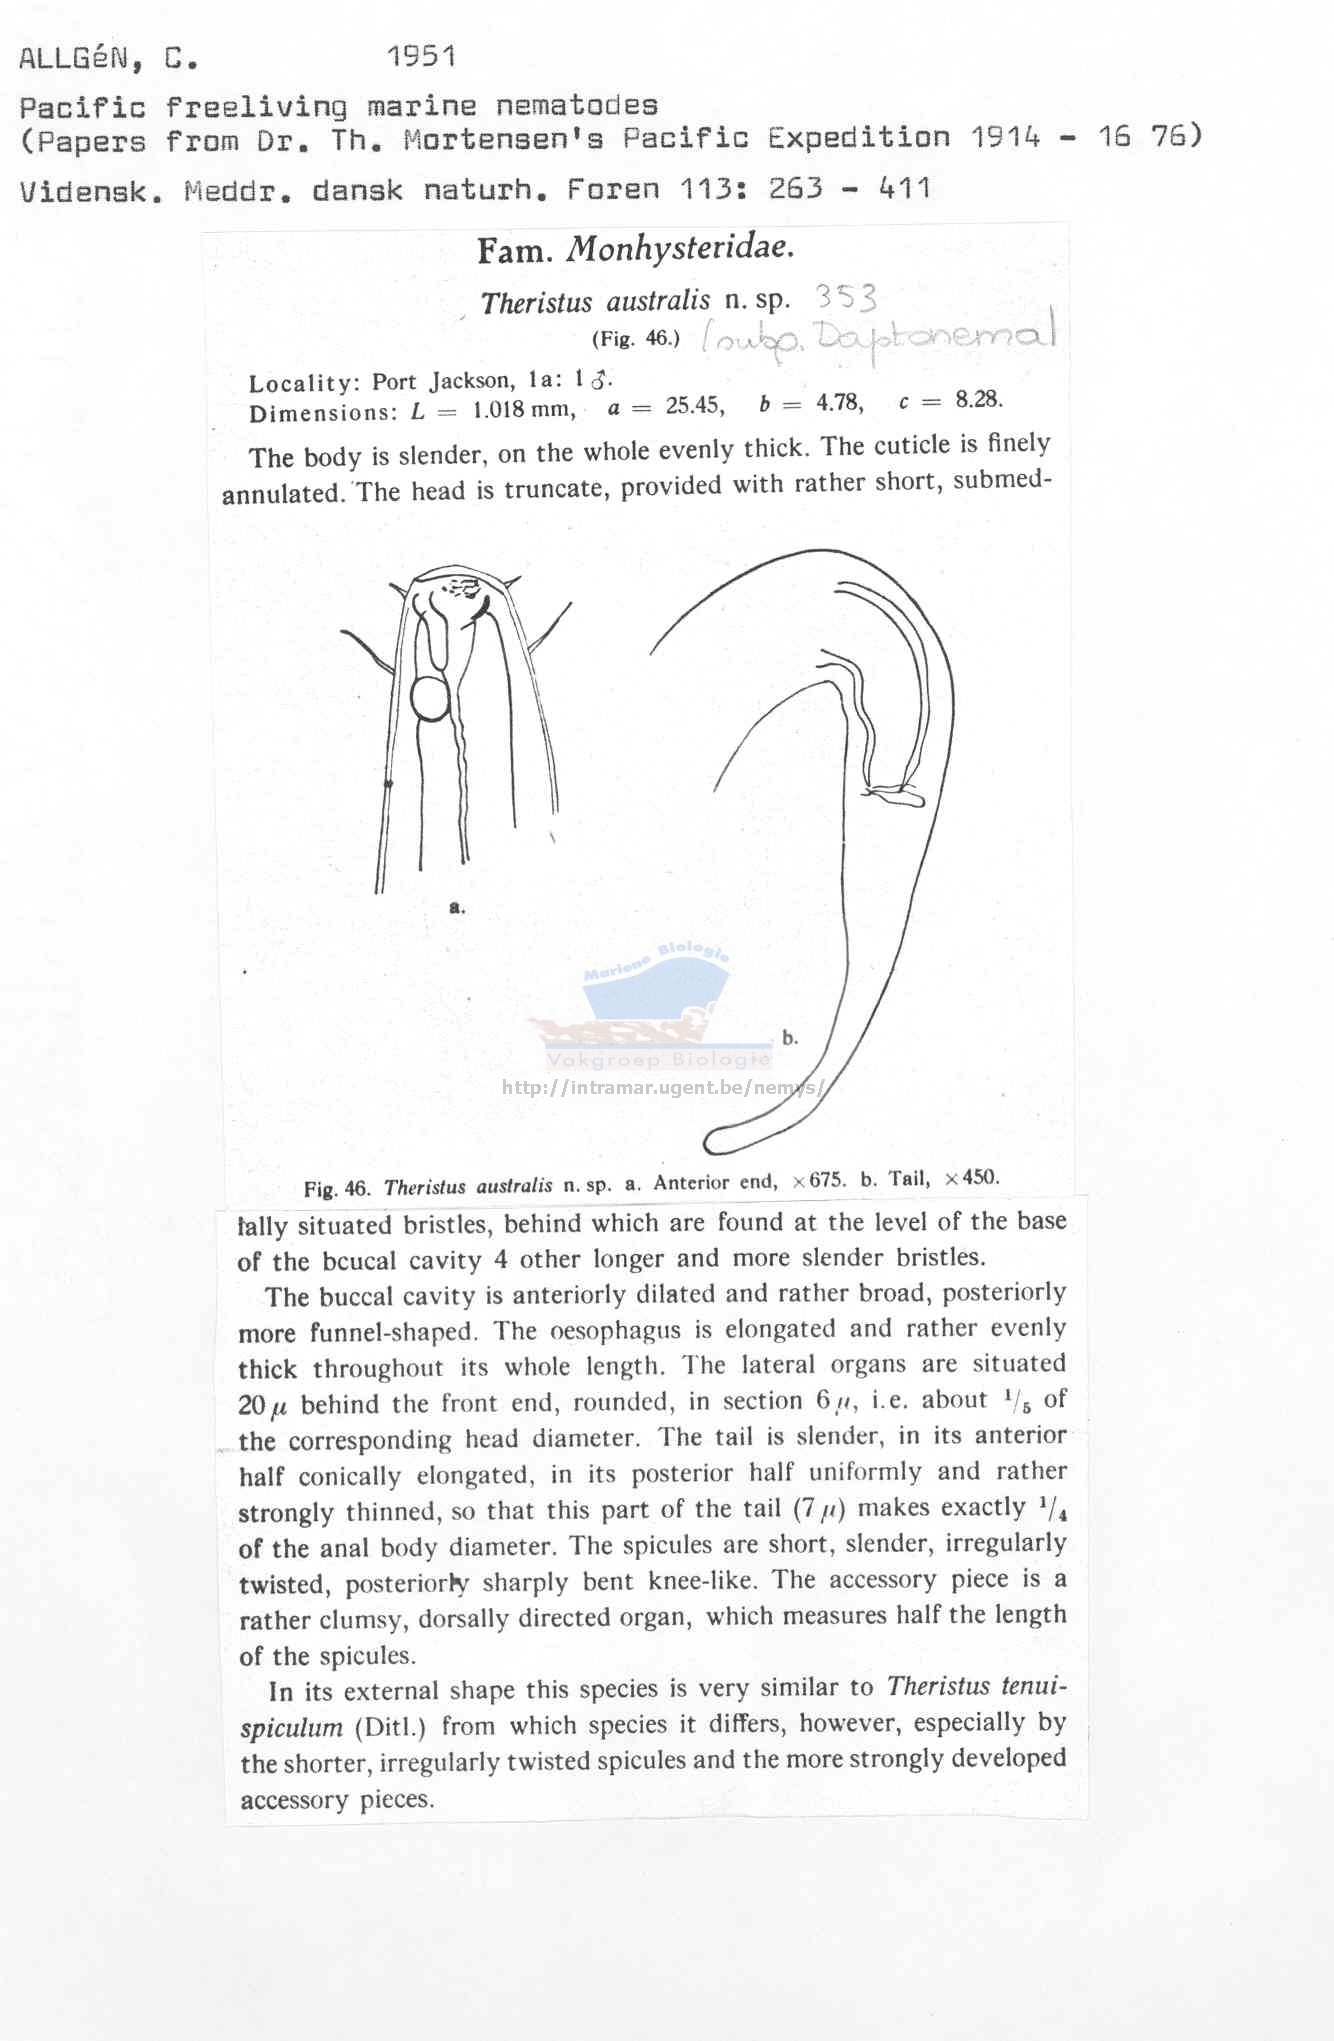 ALLGéN, C. 1951
Pacific freeliving marine nematodes
(Papers from Dr. Th. Mortensen's Pacific Expedition 1914 - 16 76)
Vidensk. Meddr. dansk naturh. Foren 113: 263 - 411
Fam. Monhysteridae.
Theristus australis n. sp. 353
(Fig. 46.) (subp. Daptonema)
Locality: Port Jackson, 1a: 1 ♂.
Dimensions: L = 1.018 mm, a = 25.45, b = 4.78, c = 8.28.
The body is slender, on the whole evenly thick. The cuticle is finely
annulated. The head is truncate, provided with rather short, submed-
a.
Mariene Biologie
b.
Vakgroep Biologie
http://intramar.ugent.be/nemys/
Fig. 46. Theristus australis n. sp. a. Anterior end, ×675. b. Tail, ×450.
ially situated bristles, behind which are found at the level of the base
of the bcucal cavity 4 other longer and more slender bristles.
The buccal cavity is anteriorly dilated and rather broad, posteriorly
more funnel-shaped. The oesophagus is elongated and rather evenly
thick throughout its whole length. The lateral organs are situated
20 μ behind the front end, rounded, in section 6 μ, i.e. about 1/5 of
the corresponding head diameter. The tail is slender, in its anterior
half conically elongated, in its posterior half uniformly and rather
strongly thinned, so that this part of the tail (7 μ) makes exactly 1/4
of the anal body diameter. The spicules are short, slender, irregularly
twisted, posteriorly sharply bent knee-like. The accessory piece is a
rather clumsy, dorsally directed organ, which measures half the length
of the spicules.
In its external shape this species is very similar to Theristus tenui-
spiculum (Ditl.) from which species it differs, however, especially by
the shorter, irregularly twisted spicules and the more strongly developed
accessory pieces.